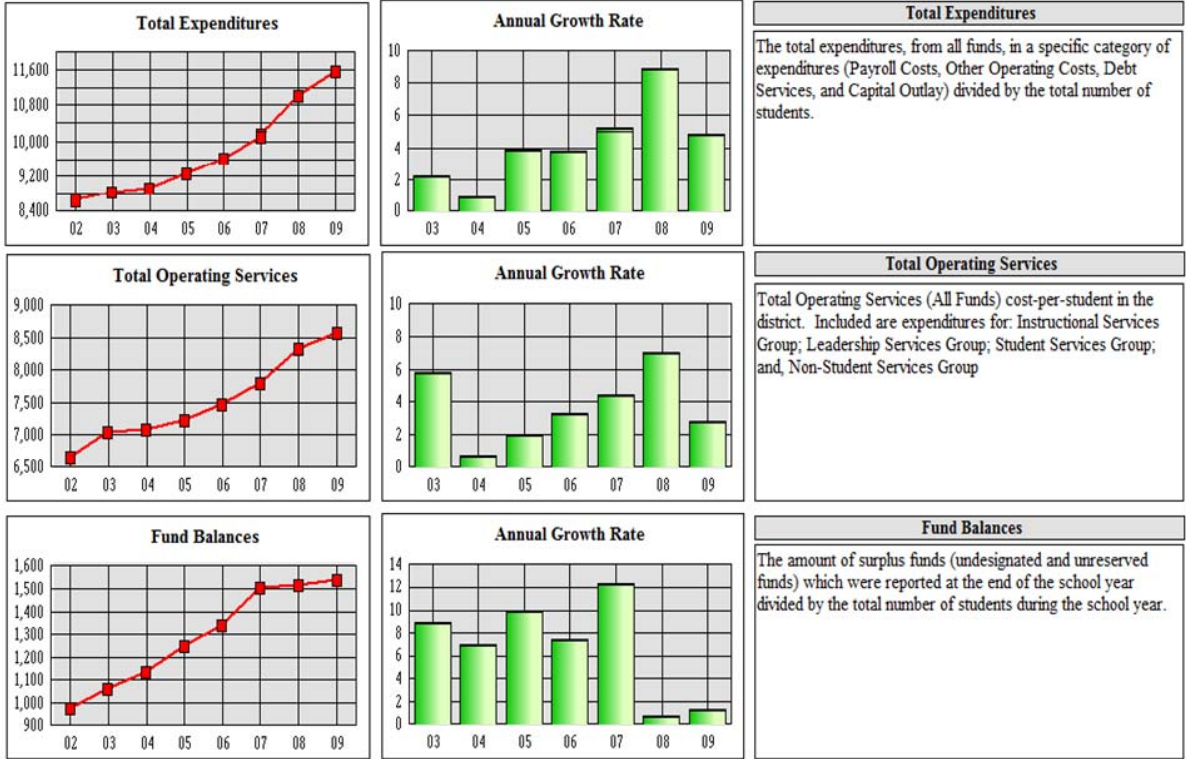 Total Expenditures
11,600
10,800
10,000
9,200
8,400
02 03 04 05 06 07 08 09
Annual Growth Rate
10
8
6
4
2
0
03 04 05 06 07 08 09
Total Expenditures
The total expenditures, from all funds, in a specific category of
expenditures (Payroll Costs, Other Operating Costs, Debt
Services, and Capital Outlay) divided by the total number of
students.
Total Operating Services
9,000
8,500
8,000
7,500
7,000
6,500
02 03 04 05 06 07 08 09
Annual Growth Rate
10
8
6
4
2
0
03 04 05 06 07 08 09
Total Operating Services
Total Operating Services (All Funds) cost-per-student in the
district. Included are expenditures for: Instructional Services
Group; Leadership Services Group; Student Services Group;
and, Non-Student Services Group
Fund Balances
1,600
1,500
1,400
1,300
1,200
1,100
1,000
900
02 03 04 05 06 07 08 09
Annual Growth Rate
14
12
10
8
6
4
2
0
03 04 05 06 07 08 09
Fund Balances
The amount of surplus funds (undesignated and unreserved
funds) which were reported at the end of the school year
divided by the total number of students during the school year.